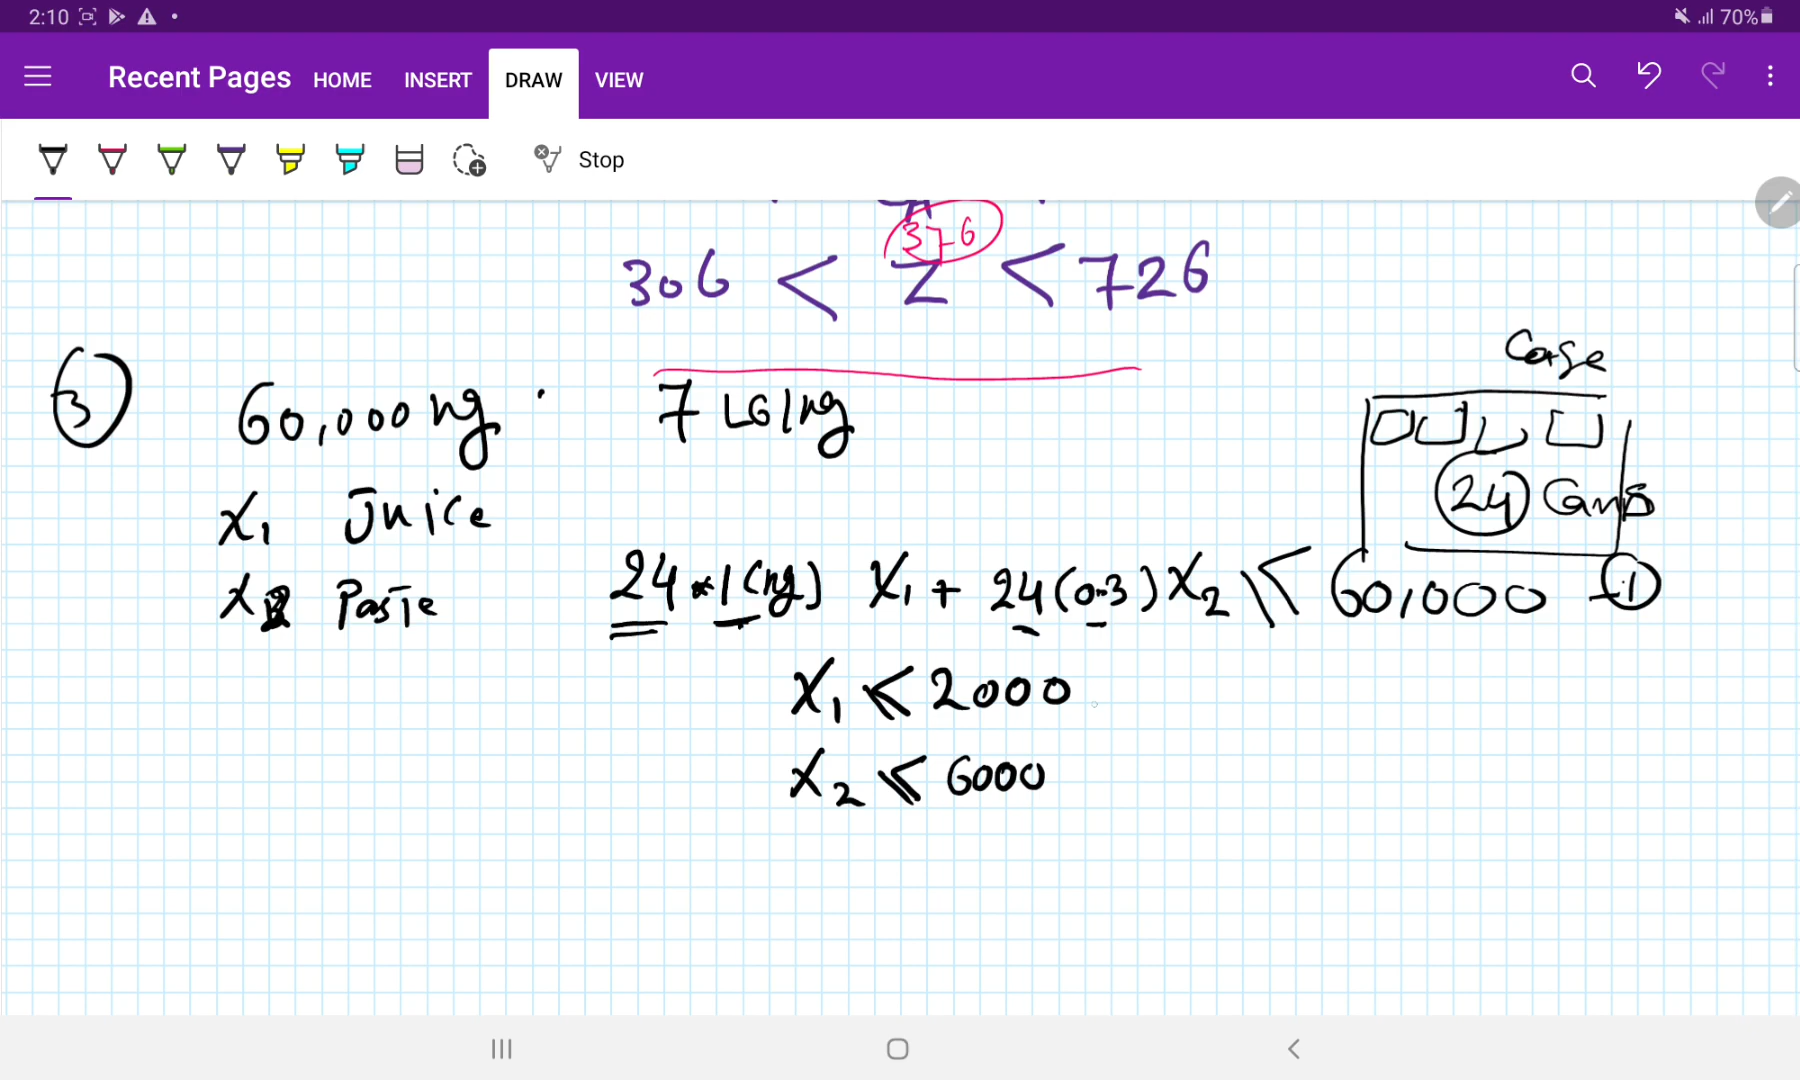 2:10 70%
Recent Pages HOME INSERT DRAW VIEW
Stop
376
306 < Z < 726
Case
3 60,000 kg. 7 LG/kg
24 Cans
X1 Juice
24 * 1 (kg) X1 + 24 (0.3) X2 ≤ 60,000 -1
X2 Paste
X1 ≤ 2000
X2 ≤ 6000